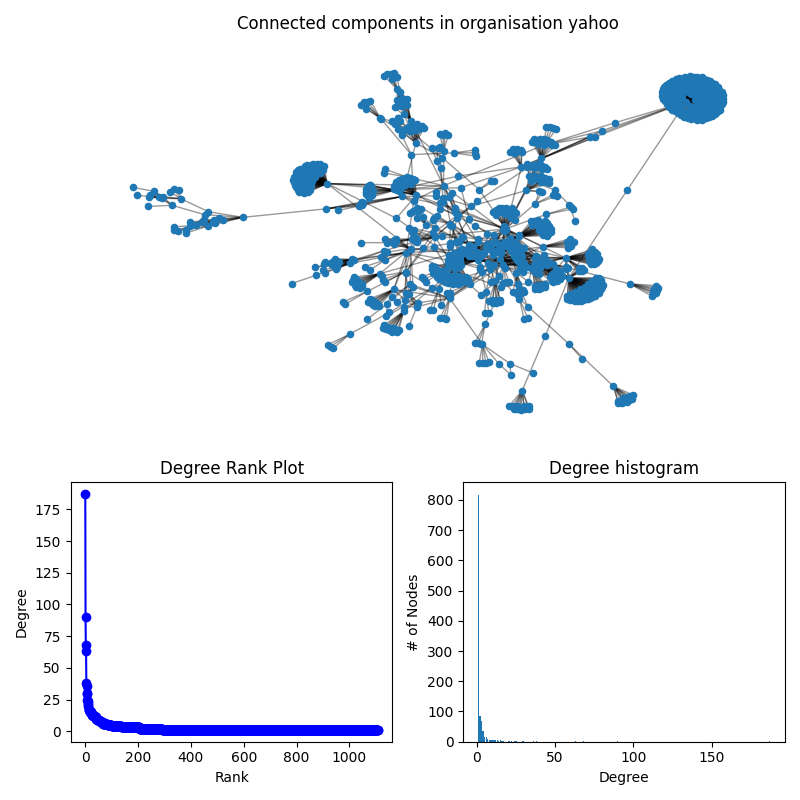 Connected components in organisation yahoo
Degree Rank Plot
Degree
175
150
125
100
75
50
25
0
0 200 400 600 800 1000
Rank
Degree histogram
# of Nodes
800
700
600
500
400
300
200
100
0
0 50 100 150
Degree